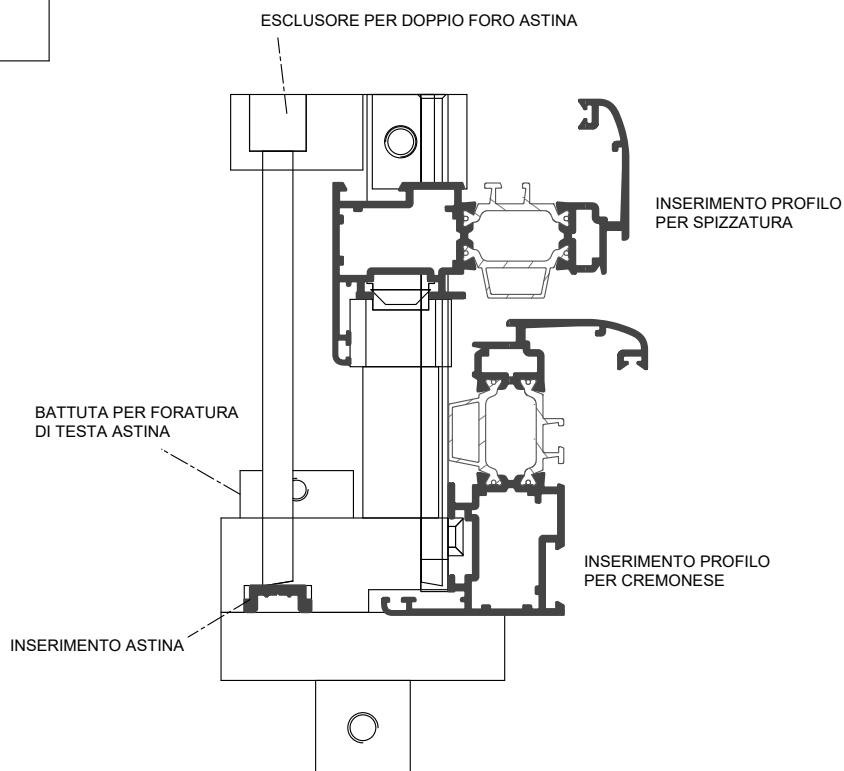 ESCLUSORE PER DOPPIO FORO ASTINA
INSERIMENTO PROFILO
PER SPIZZATURA
BATTUTA PER FORATURA
DI TESTA ASTINA
INSERIMENTO PROFILO
PER CREMONESE
INSERIMENTO ASTINA